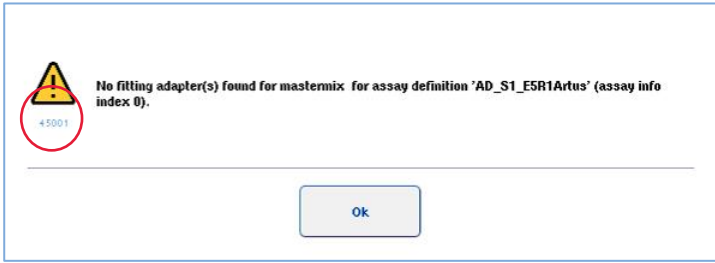 No fitting adapter(s) found for mastermix for assay definition 'AD_S1_E5R1Artus' (assay info
index 0).
45001
Ok